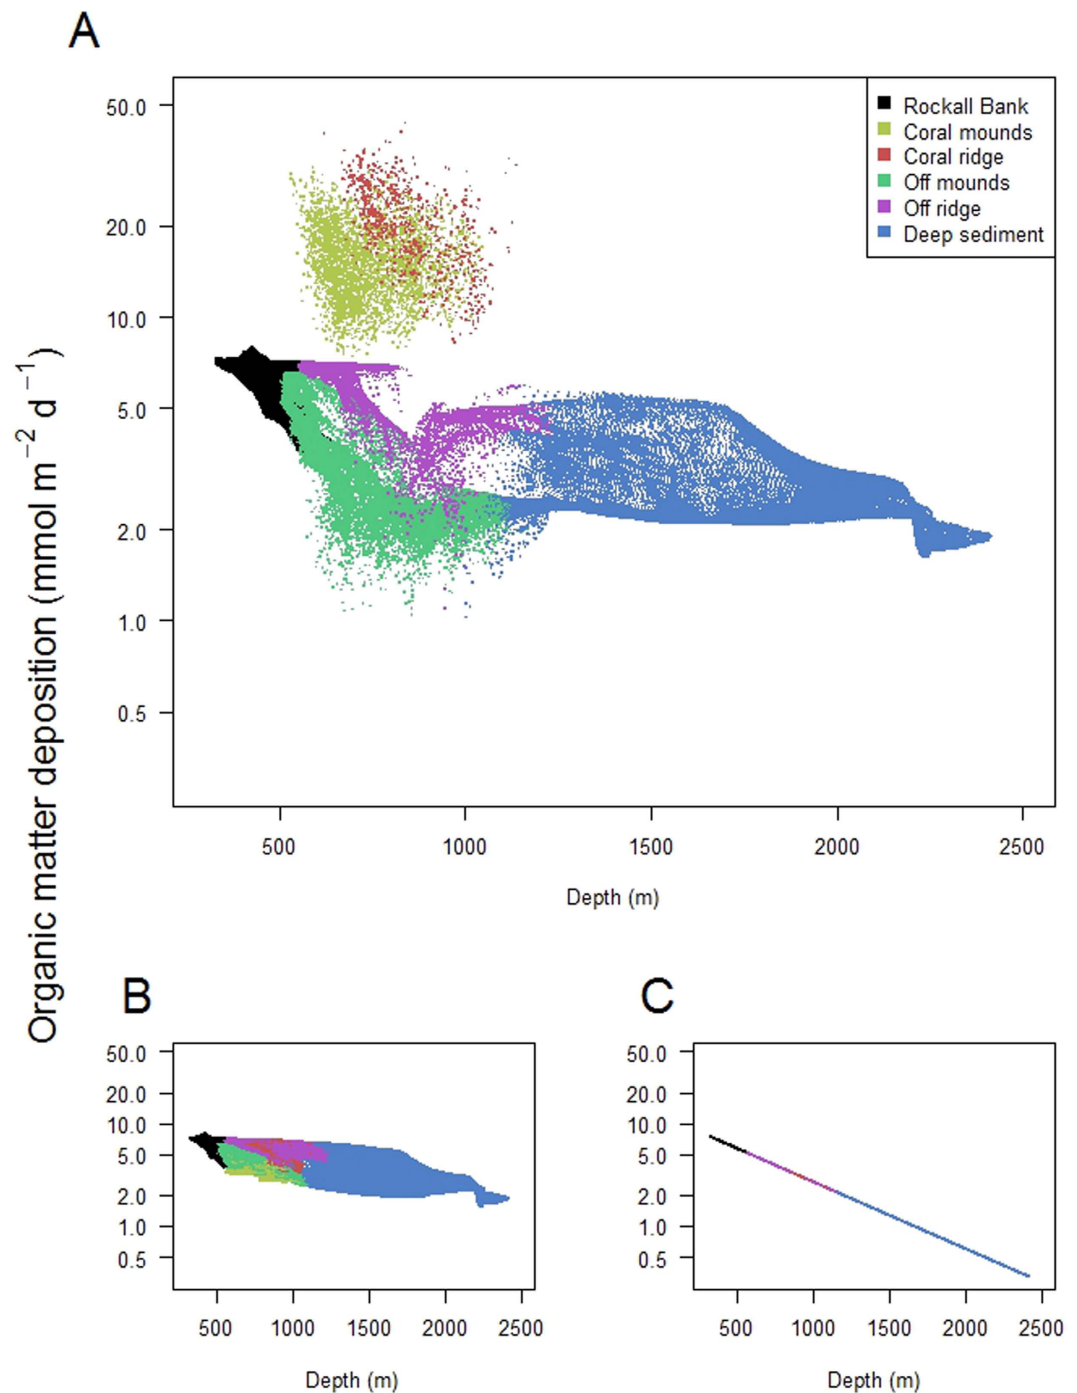 A
Organic matter deposition (mmol m−2 d−1)
50.0
20.0
10.0
5.0
2.0
1.0
0.5
Rockall Bank
Coral mounds
Coral ridge
Off mounds
Off ridge
Deep sediment
500 1000 1500 2000 2500
Depth (m)
B
50.0
20.0
10.0
5.0
2.0
1.0
0.5
500 1000 1500 2000 2500
Depth (m)
C
50.0
20.0
10.0
5.0
2.0
1.0
0.5
500 1000 1500 2000 2500
Depth (m)